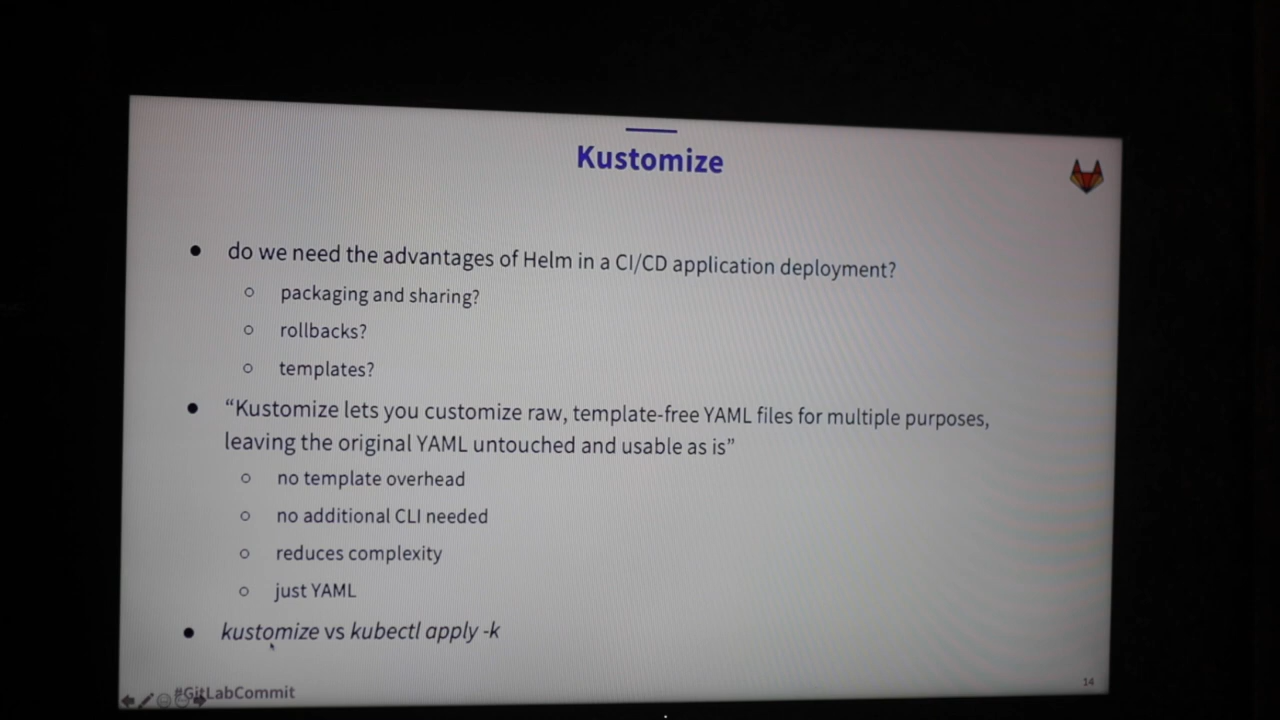 Kustomize
● do we need the advantages of Helm in a CI/CD application deployment?
○ packaging and sharing?
○ rollbacks?
○ templates?
● “Kustomize lets you customize raw, template-free YAML files for multiple purposes,
leaving the original YAML untouched and usable as is”
○ no template overhead
○ no additional CLI needed
○ reduces complexity
○ just YAML
● kustomize vs kubectl apply -k
#GitLabCommit
14